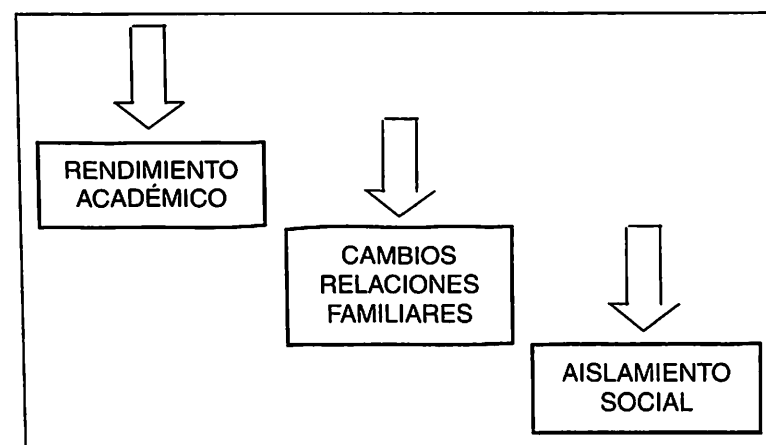 RENDIMIENTO
ACADÉMICO
CAMBIOS
RELACIONES
FAMILIARES
AISLAMIENTO
SOCIAL